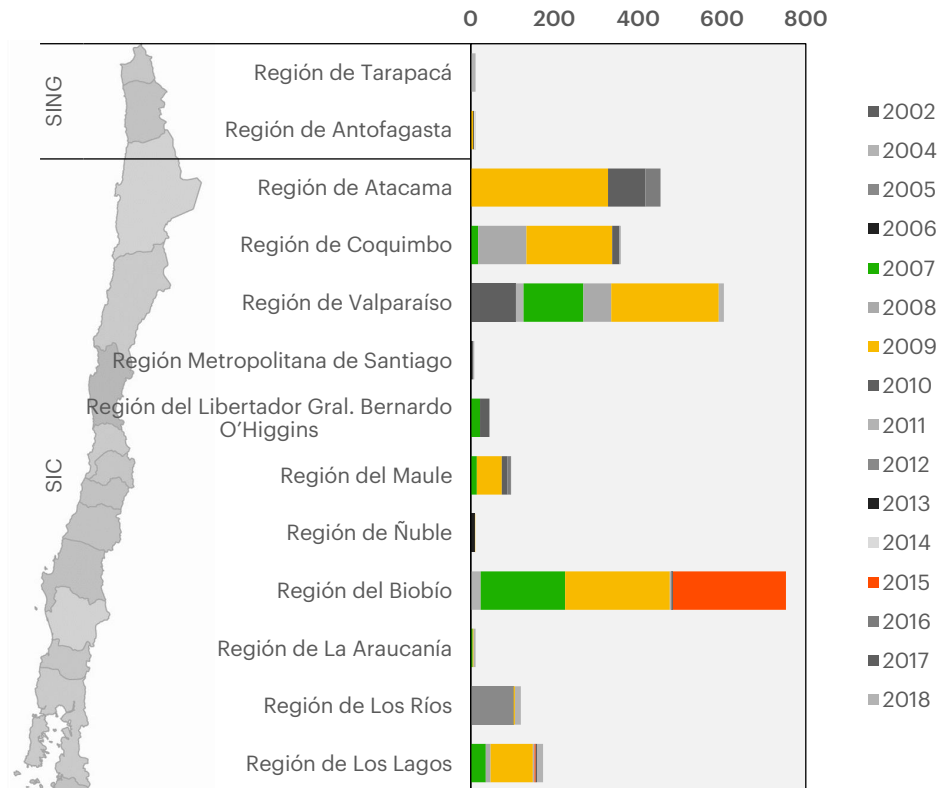 0 200 400 600 800
SING
Región de Tarapacá
Región de Antofagasta
Región de Atacama
Región de Coquimbo
Región de Valparaíso
Región Metropolitana de Santiago
Región del Libertador Gral. Bernardo
O’Higgins
SIC
Región del Maule
Región de Ñuble
Región del Biobío
Región de La Araucanía
Región de Los Ríos
Región de Los Lagos
2002
2004
2005
2006
2007
2008
2009
2010
2011
2012
2013
2014
2015
2016
2017
2018